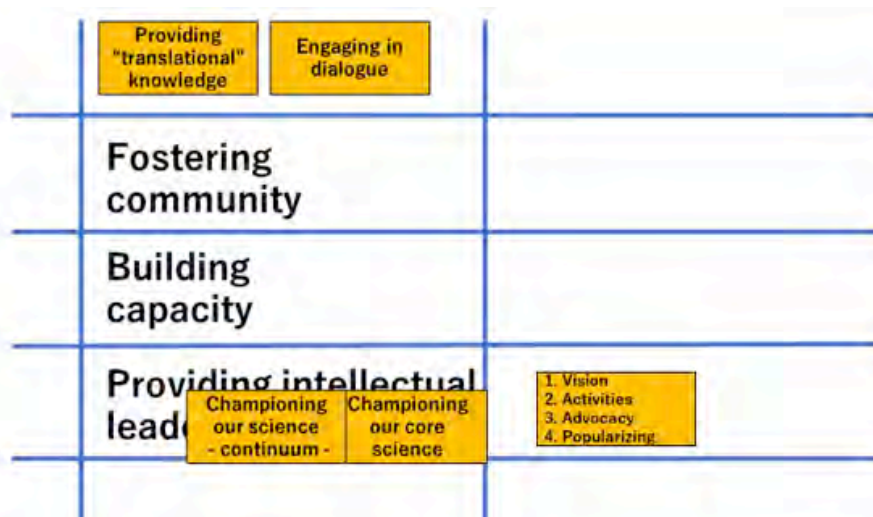 Providing
"translational"
knowledge
Engaging in
dialogue
Fostering
community
Building
capacity
Providing intellectual
lead
Championing
our science
- continuum -
Championing
our core
science
1. Vision
2. Activities
3. Advocacy
4. Popularizing